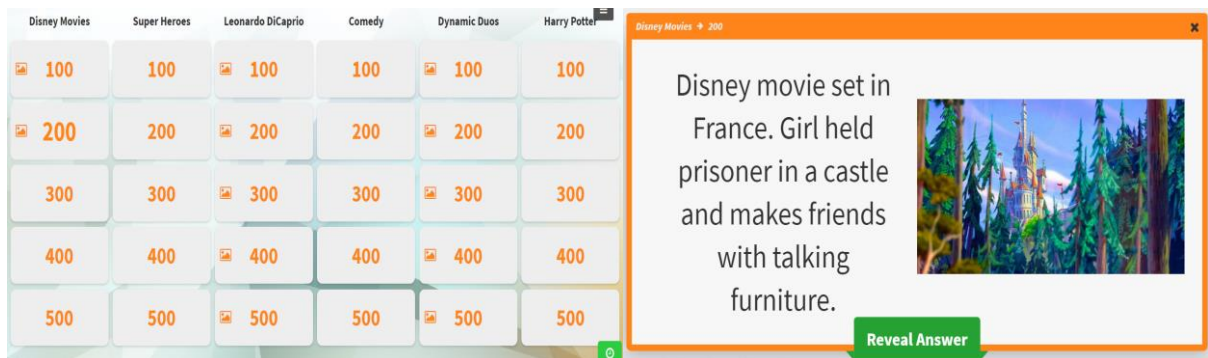 Disney Movies Super Heroes Leonardo DiCaprio Comedy Dynamic Duos Harry Potter
100 100 100 100 100 100
200 200 200 200 200 200
300 300 300 300 300 300
400 400 400 400 400 400
500 500 500 500 500 500
Disney Movies → 200
Disney movie set in
France. Girl held
prisoner in a castle
and makes friends
with talking
furniture.
Reveal Answer